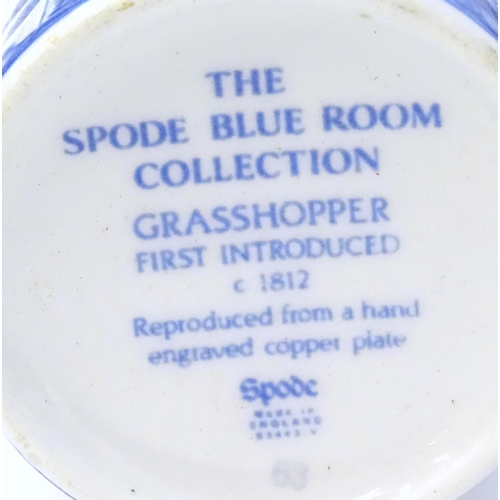 THE
SPODE BLUE ROOM
COLLECTION
GRASSHOPPER
FIRST INTRODUCED
c 1812
Reproduced from a hand
engraved copper plate
Spode
Made in
ENGLAND
63